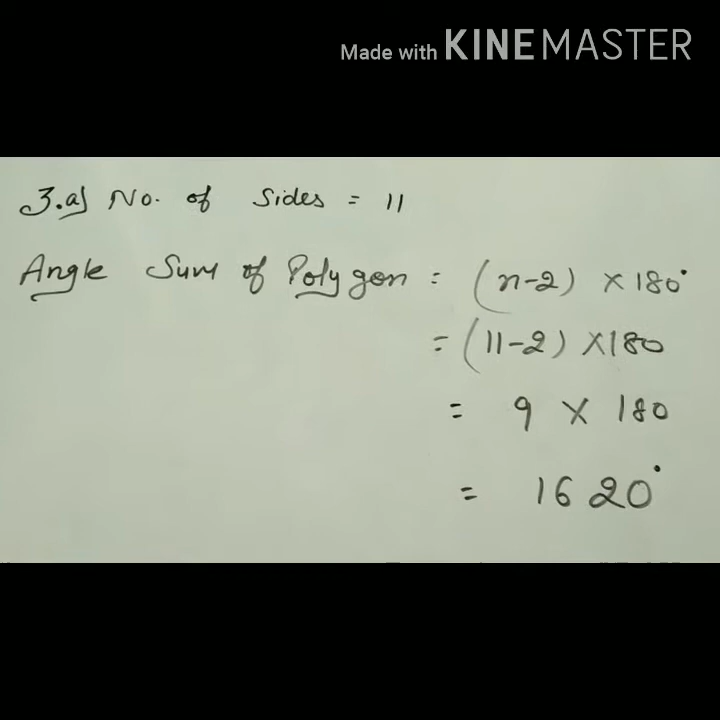 Made with KINEMASTER
3.a) No. of Sides = 11
Angle Sum of Polygon = (n-2) × 180°
= (11-2) ×180
= 9 × 180
= 1620°